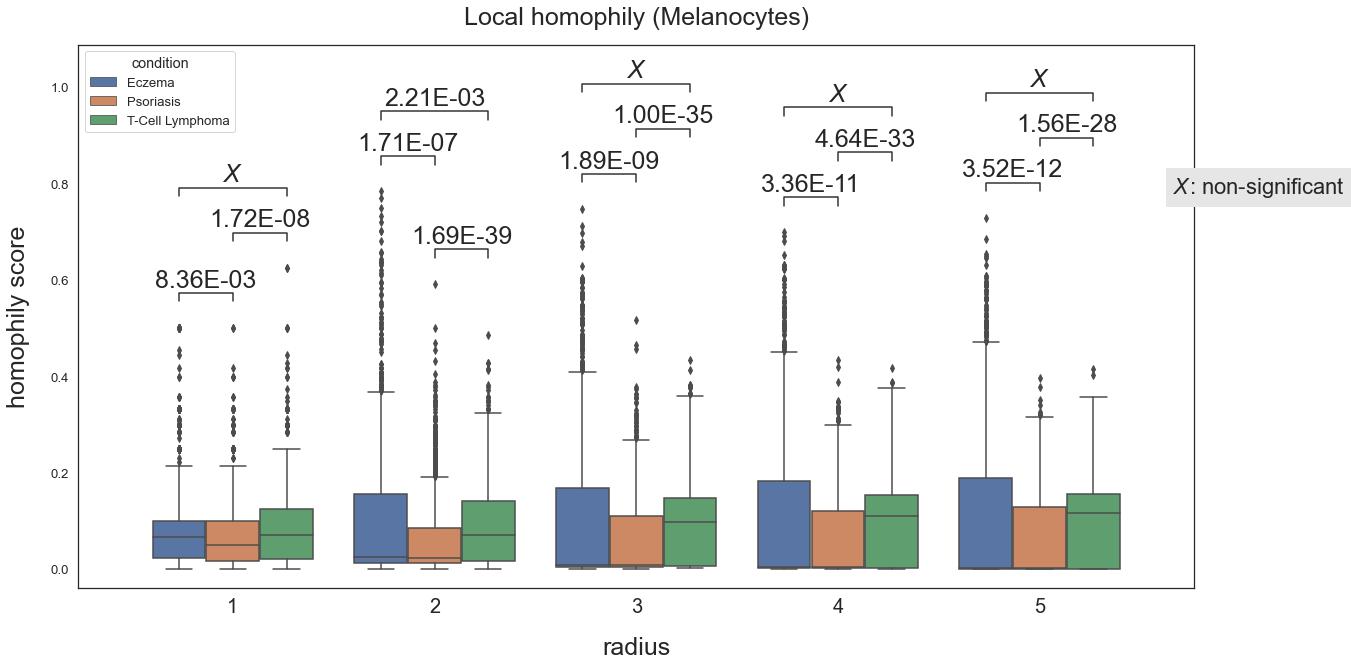 Local homophily (Melanocytes)
condition
Eczema
Psoriasis
T-Cell Lymphoma
homophily score
1.0
0.8
0.6
0.4
0.2
0.0
X
1.72E-08
8.36E-03
2.21E-03
1.71E-07
1.69E-39
X
1.00E-35
1.89E-09
X
4.64E-33
3.36E-11
X
1.56E-28
3.52E-12
X: non-significant
1 2 3 4 5
radius